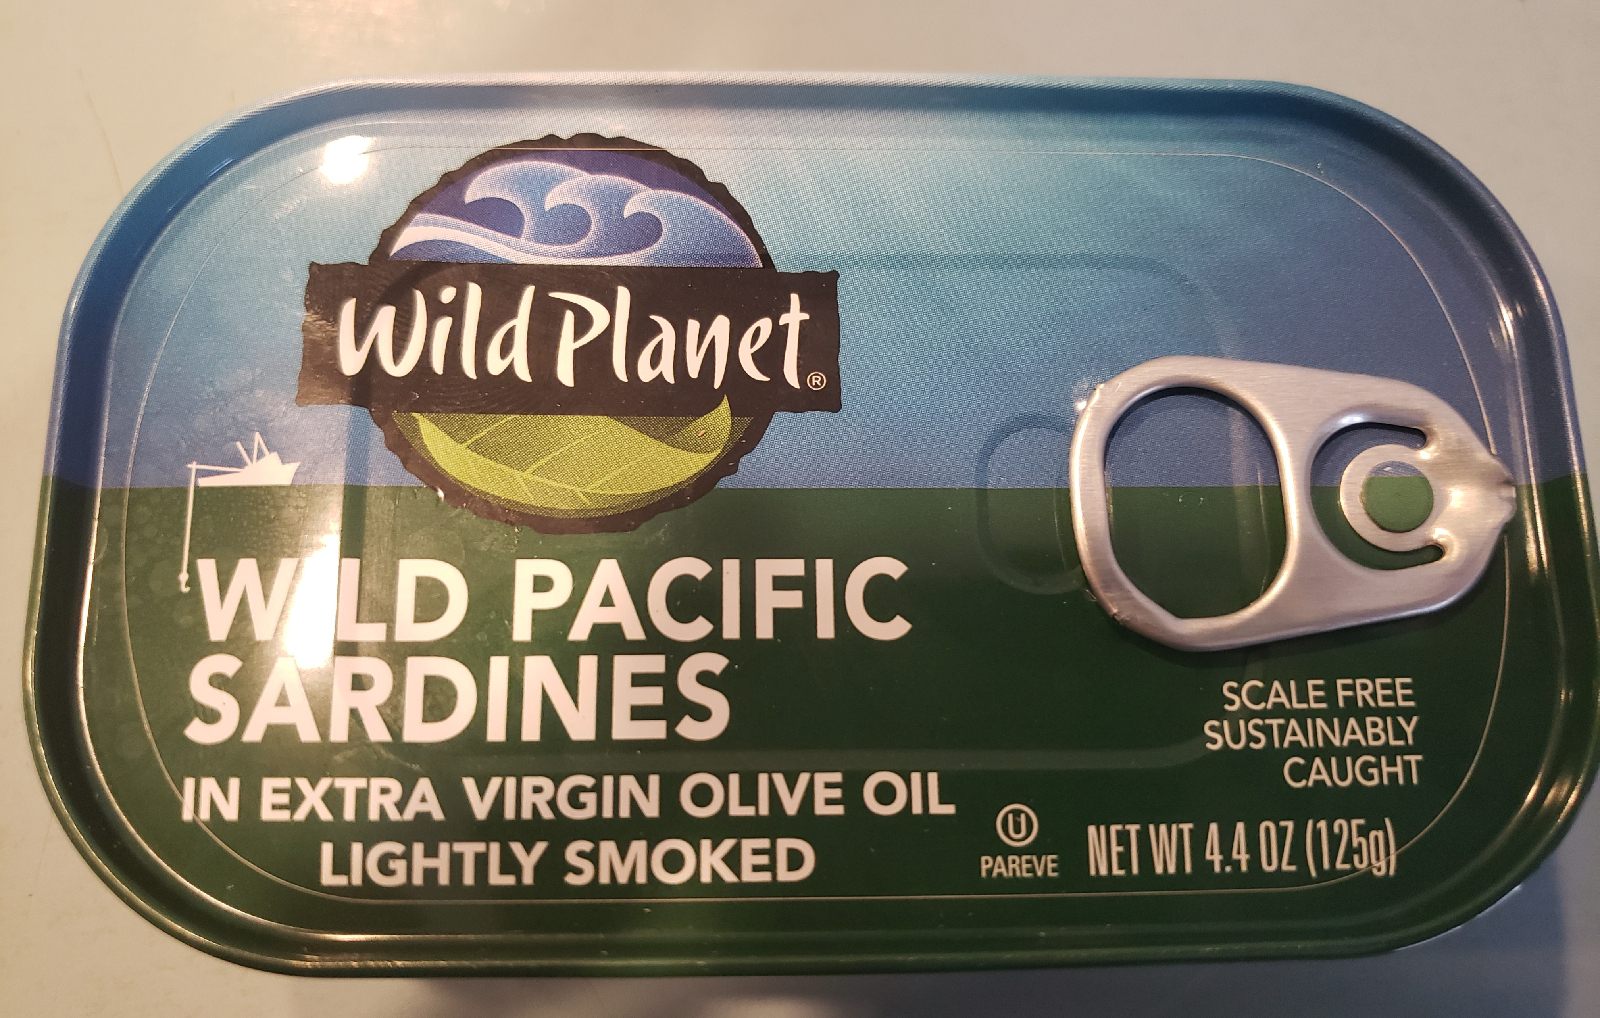 Wild Planet®
WILD PACIFIC
SARDINES
IN EXTRA VIRGIN OLIVE OIL
LIGHTLY SMOKED
SCALE FREE
SUSTAINABLY
CAUGHT
U
PAREVE
NET WT 4.4 OZ (125g)